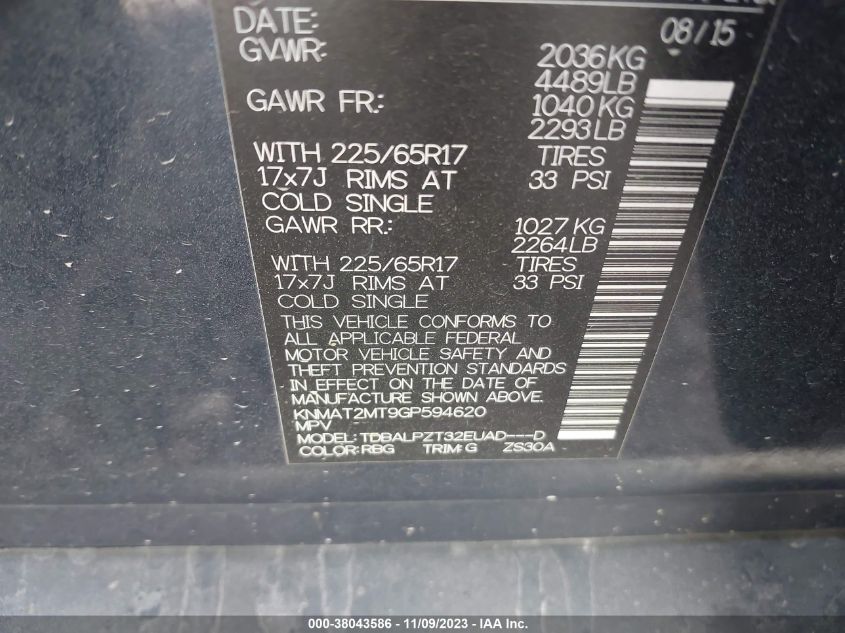 DATE: 08/15
GVWR: 2036KG
4489LB
GAWR FR: 1040KG
2293LB
WITH 225/65R17 TIRES
17x7J RIMS AT 33 PSI
COLD SINGLE
GAWR RR: 1027KG
2264LB
WITH 225/65R17 TIRES
17x7J RIMS AT 33 PSI
COLD SINGLE
THIS VEHICLE CONFORMS TO
ALL APPLICABLE FEDERAL
MOTOR VEHICLE SAFETY AND
THEFT PREVENTION STANDARDS
IN EFFECT ON THE DATE OF
MANUFACTURE SHOWN ABOVE.
KNMAT2MT9GP594620
MPV
MODEL: TDBALPZT32EUAD---D
COLOR:RBG TRIM:G ZS30A
000-38043586 - 11/09/2023 - IAA Inc.